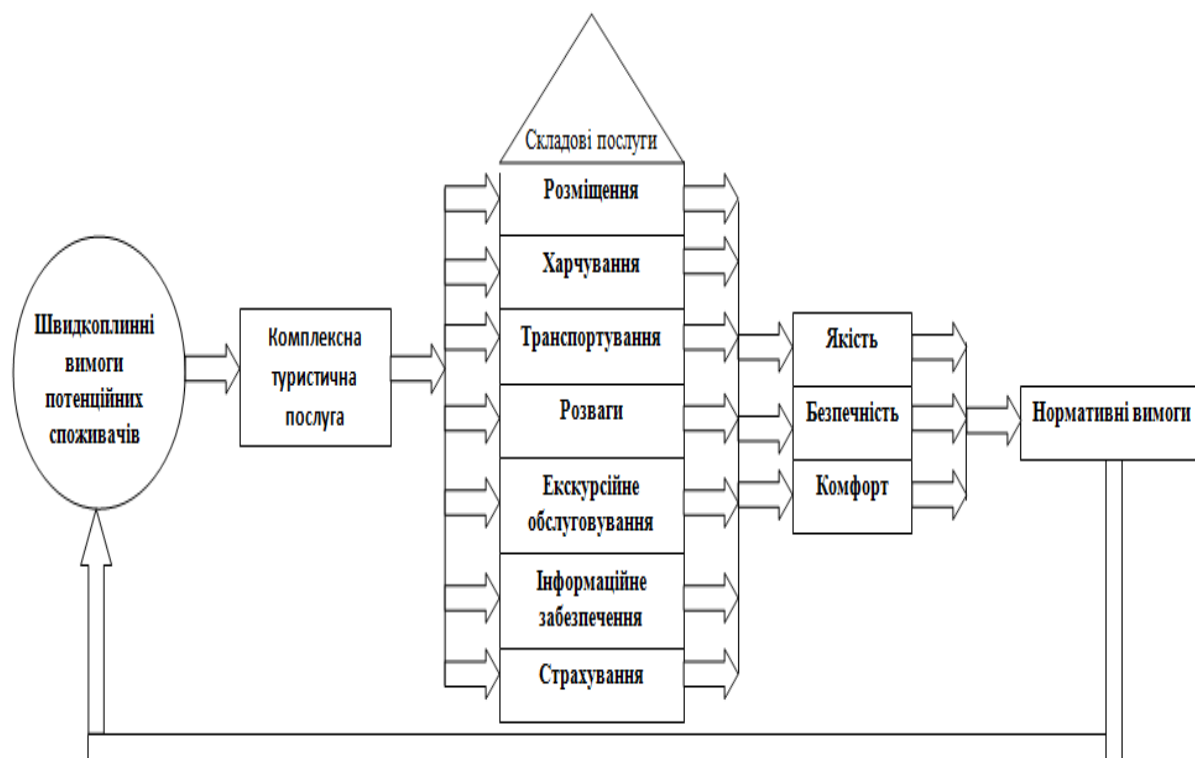 Складові послуги
Розміщення
Харчування
Транспортування
Розваги
Екскурсійне
обслуговування
Інформаційне
забезпечення
Страхування
Швидкоплинні
вимоги
потенційних
споживачів
Комплексна
туристична
послуга
Якість
Безпечність
Комфорт
Нормативні вимоги